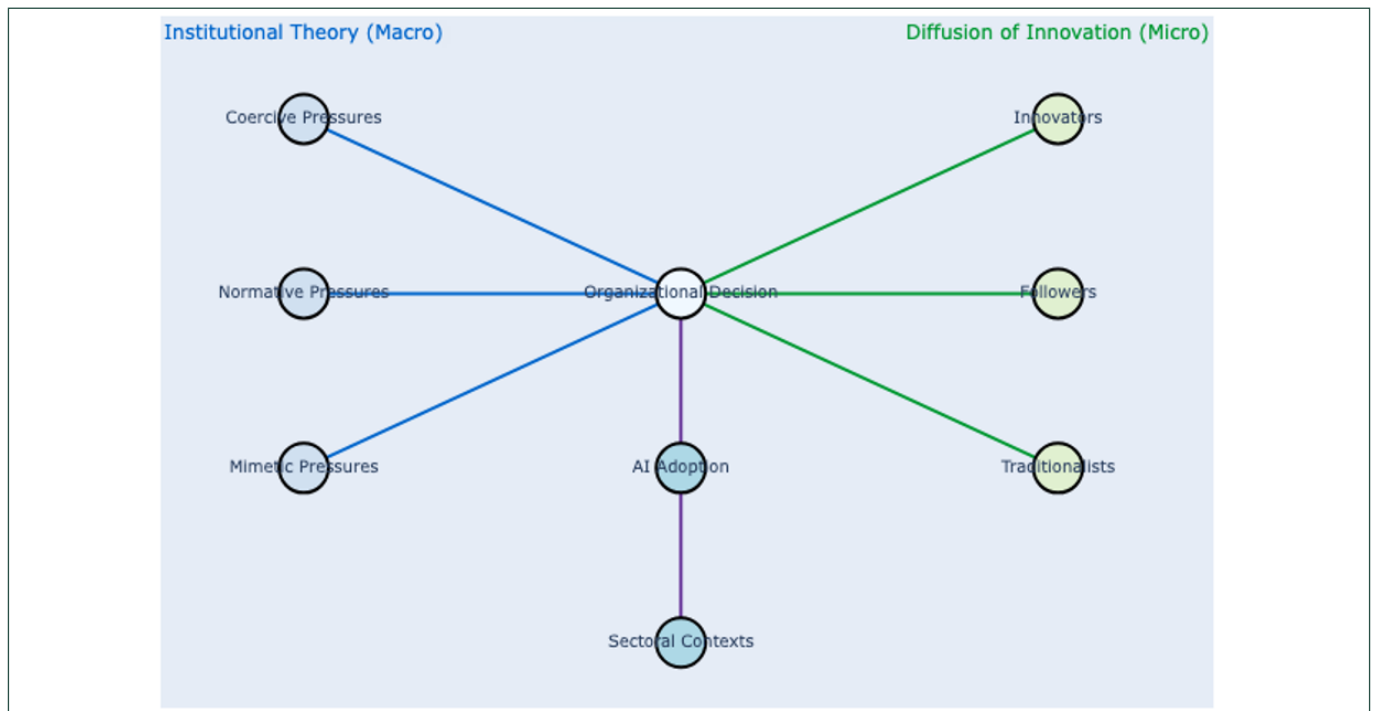 Institutional Theory (Macro)
Diffusion of Innovation (Micro)
Coercive Pressures
Innovators
Normative Pressures
Organizational Decision
Followers
Mimetic Pressures
AI Adoption
Traditionalists
Sectoral Contexts